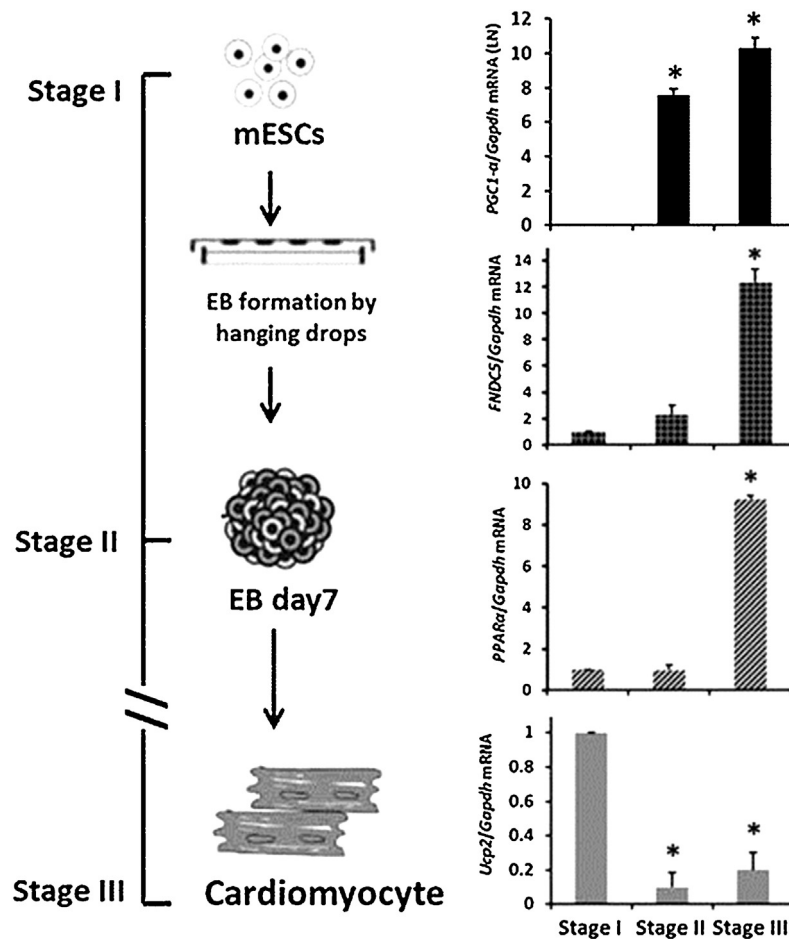 Stage I
mESCs
EB formation by
hanging drops
Stage II
EB day7
Stage III
Cardiomyocyte
PGC1-α/Gapdh mRNA (LN)
12
10
8
6
4
2
0
*
*
FNDC5/Gapdh mRNA
14
12
10
8
6
4
2
0
*
PPARα/Gapdh mRNA
10
8
6
4
2
0
*
Ucp2/Gapdh mRNA
1
0.8
0.6
0.4
0.2
0
*
*
Stage I Stage II Stage III